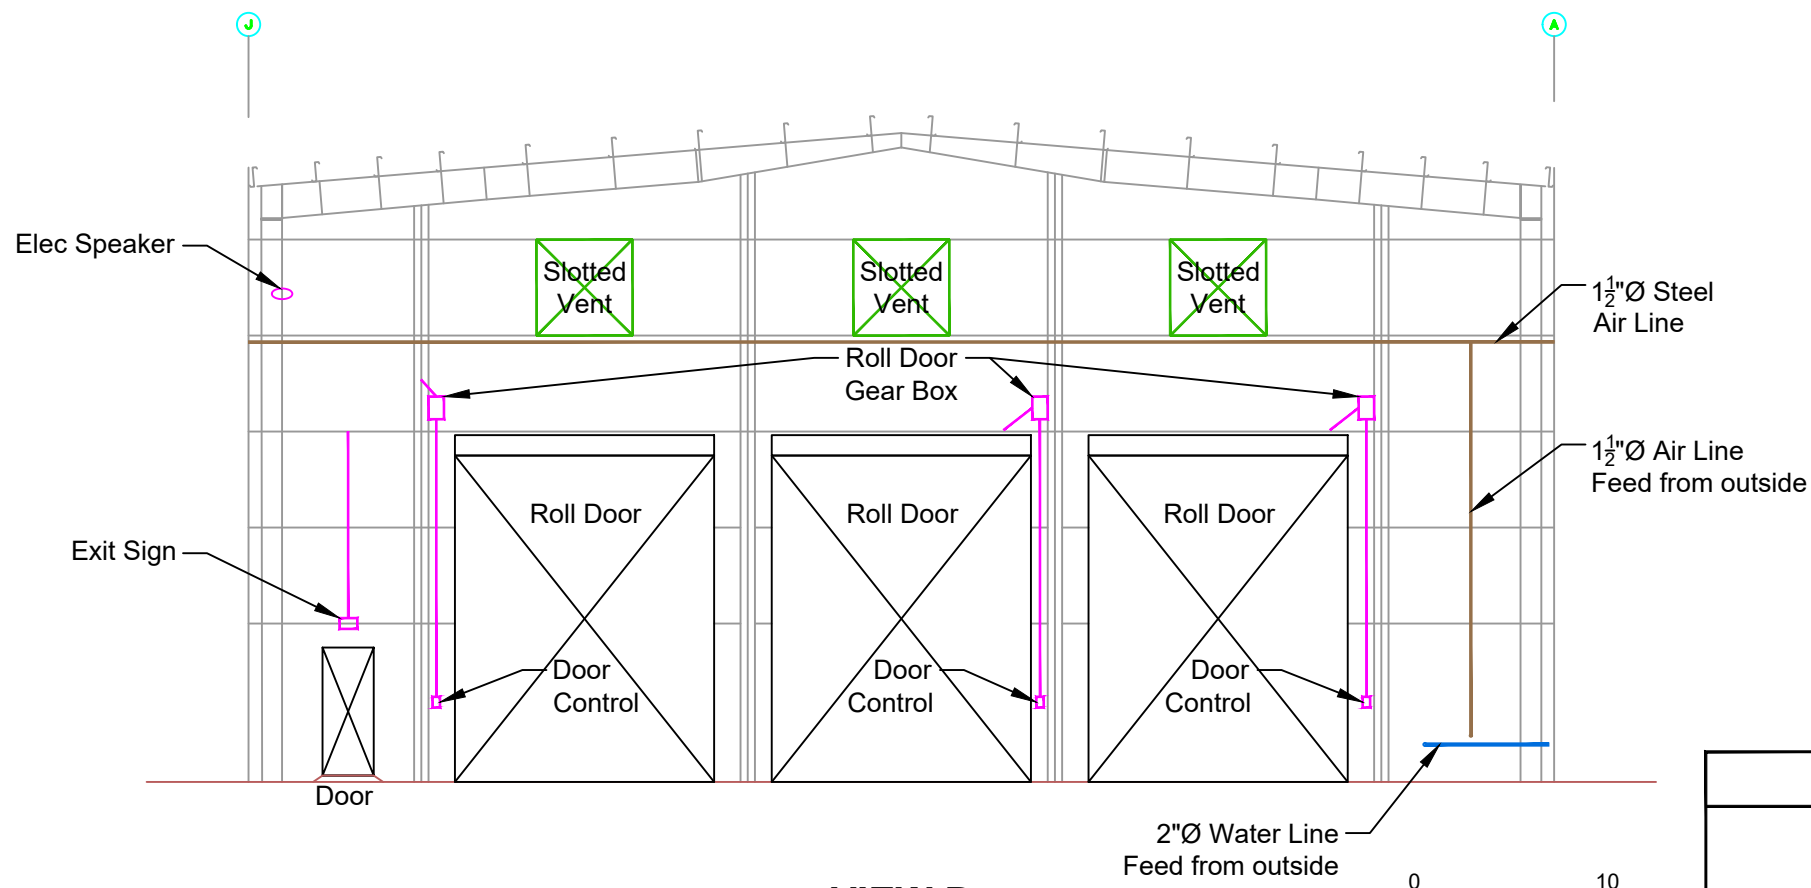 J
A
Elec Speaker
Slotted
Vent
Slotted
Vent
Slotted
Vent
1½"Ø Steel
Air Line
Roll Door
Gear Box
1½"Ø Air Line
Feed from outside
Roll Door
Roll Door
Roll Door
Exit Sign
Door
Control
Door
Control
Door
Control
Door
2"Ø Water Line
Feed from outside
0
10